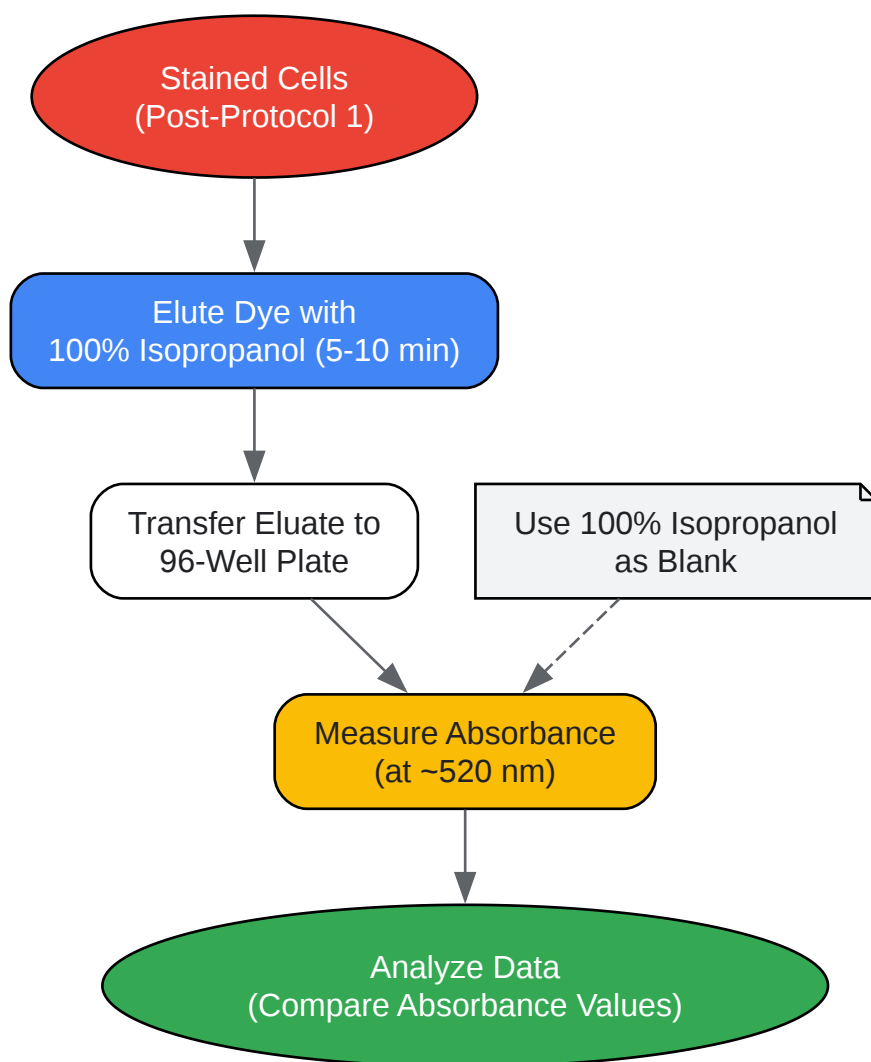 Stained Cells
(Post-Protocol 1)
Elute Dye with
100% Isopropanol (5-10 min)
Transfer Eluate to
96-Well Plate
Use 100% Isopropanol
as Blank
Measure Absorbance
(at ~520 nm)
Analyze Data
(Compare Absorbance Values)